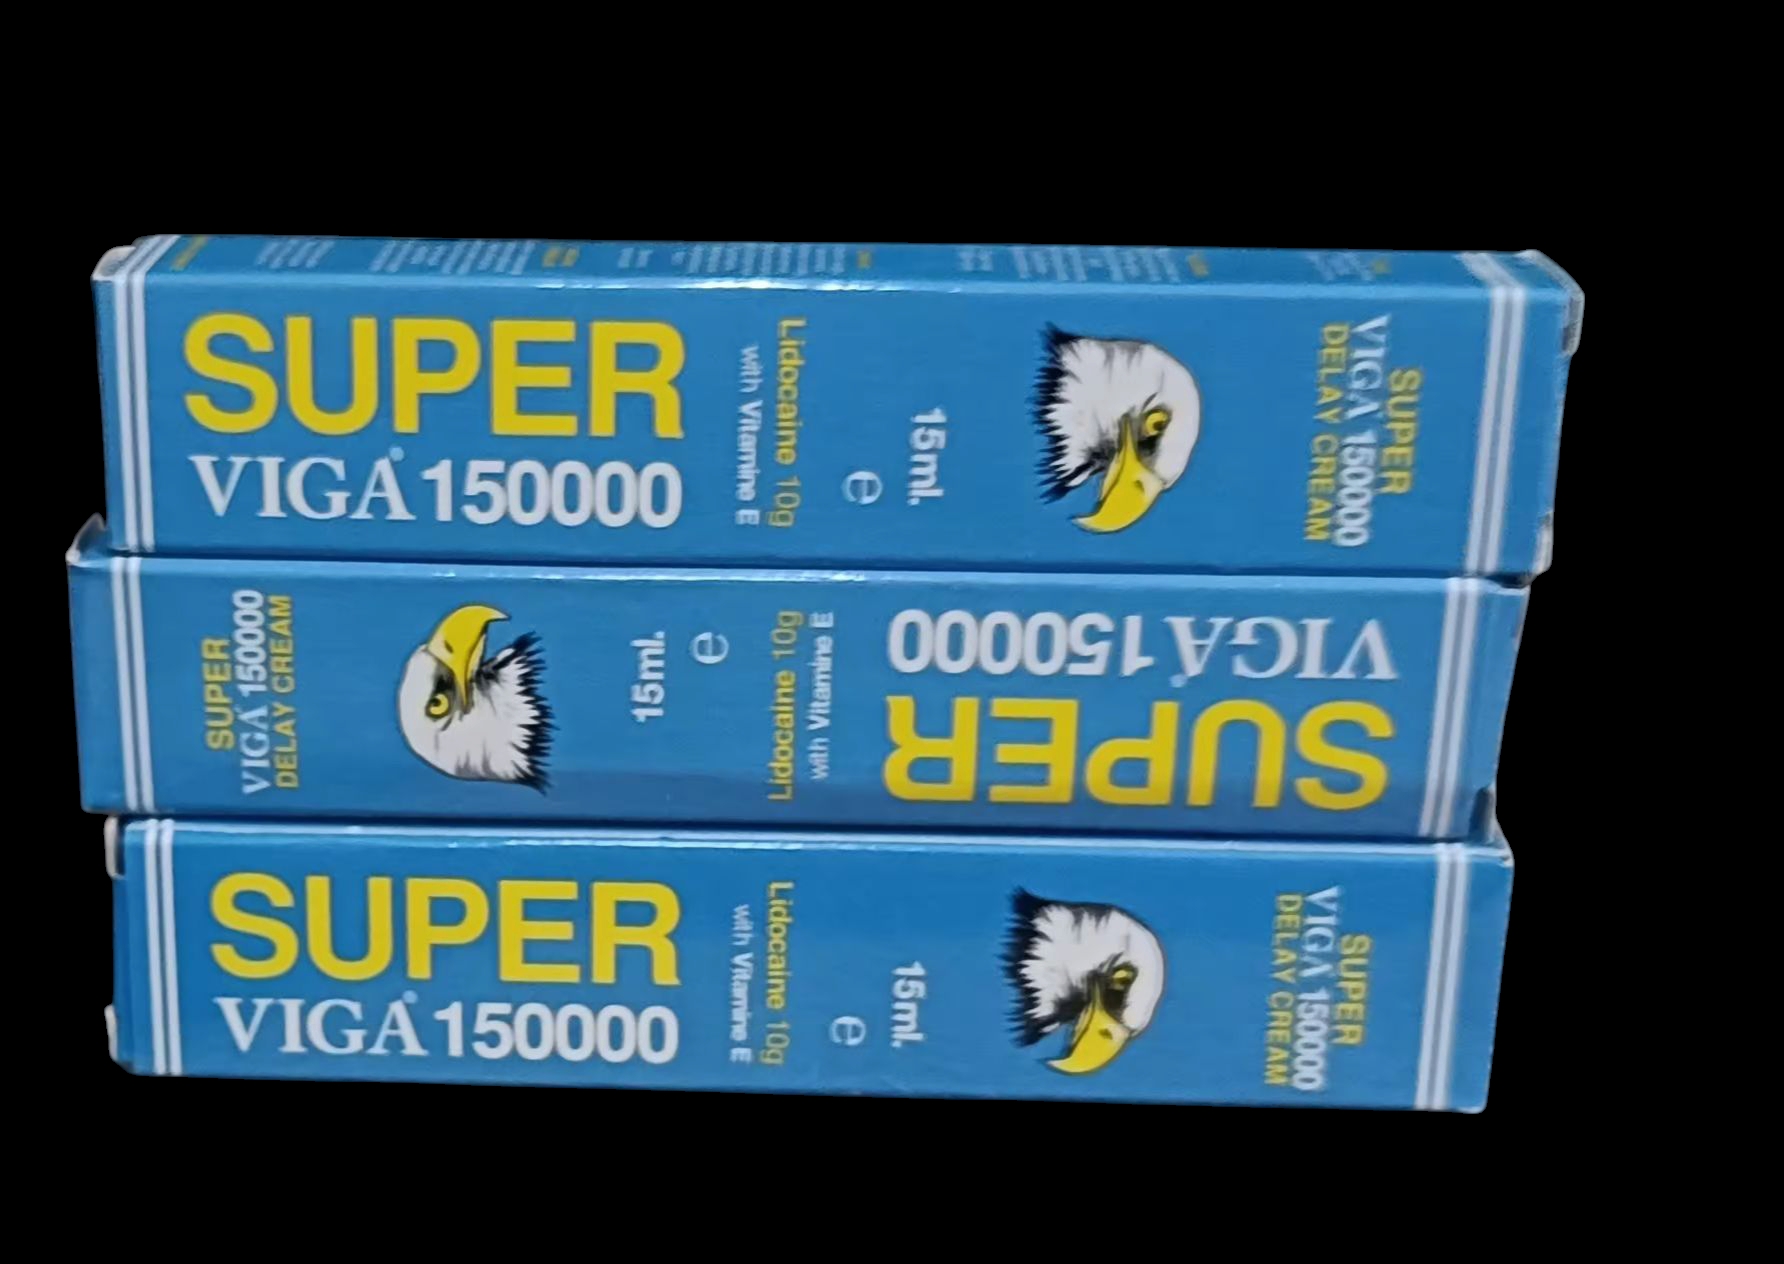 SUPER
VIGA® 150000
Lidocaine 10g
with Vitamine E
e
15ml.
SUPER
VIGA® 150000
DELAY CREAM
SUPER
VIGA® 150000
DELAY CREAM
15ml.
e
Lidocaine 10g
with Vitamine E
SUPER
VIGA® 150000
SUPER
VIGA® 150000
Lidocaine 10g
with Vitamine E
e
15ml.
SUPER
VIGA® 150000
DELAY CREAM